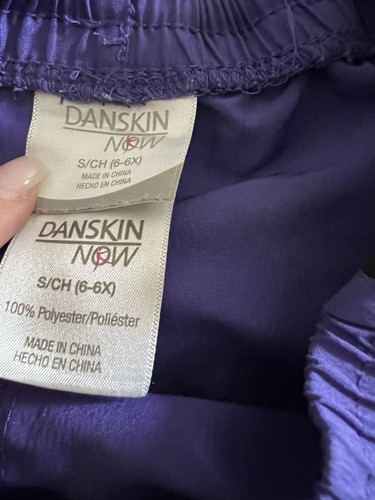 DANSKIN
NOW
S/CH (6-6X)
MADE IN CHINA
HECHO EN CHINA
DANSKIN
NOW
S/CH (6-6X)
100% Polyester/Poliéster
MADE IN CHINA
HECHO EN CHINA